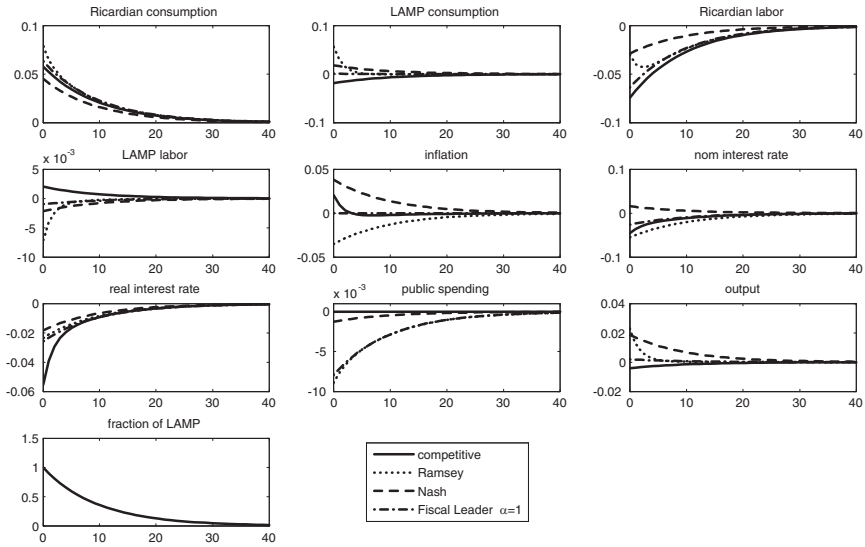 Ricardian consumption
0.1
0.05
0
0 10 20 30 40
LAMP consumption
0.1
0
-0.1
0 10 20 30 40
Ricardian labor
0
-0.05
-0.1
0 10 20 30 40
LAMP labor
x 10⁻³
5
0
-5
-10
0 10 20 30 40
inflation
0.05
0
-0.05
0 10 20 30 40
nom interest rate
0.1
0
-0.1
0 10 20 30 40
real interest rate
0
-0.02
-0.04
-0.06
0 10 20 30 40
public spending
x 10⁻³
0
-5
-10
0 10 20 30 40
output
0.04
0.02
0
-0.02
0 10 20 30 40
fraction of LAMP
1.5
1
0.5
0
0 10 20 30 40
competitive
Ramsey
Nash
Fiscal Leader α=1